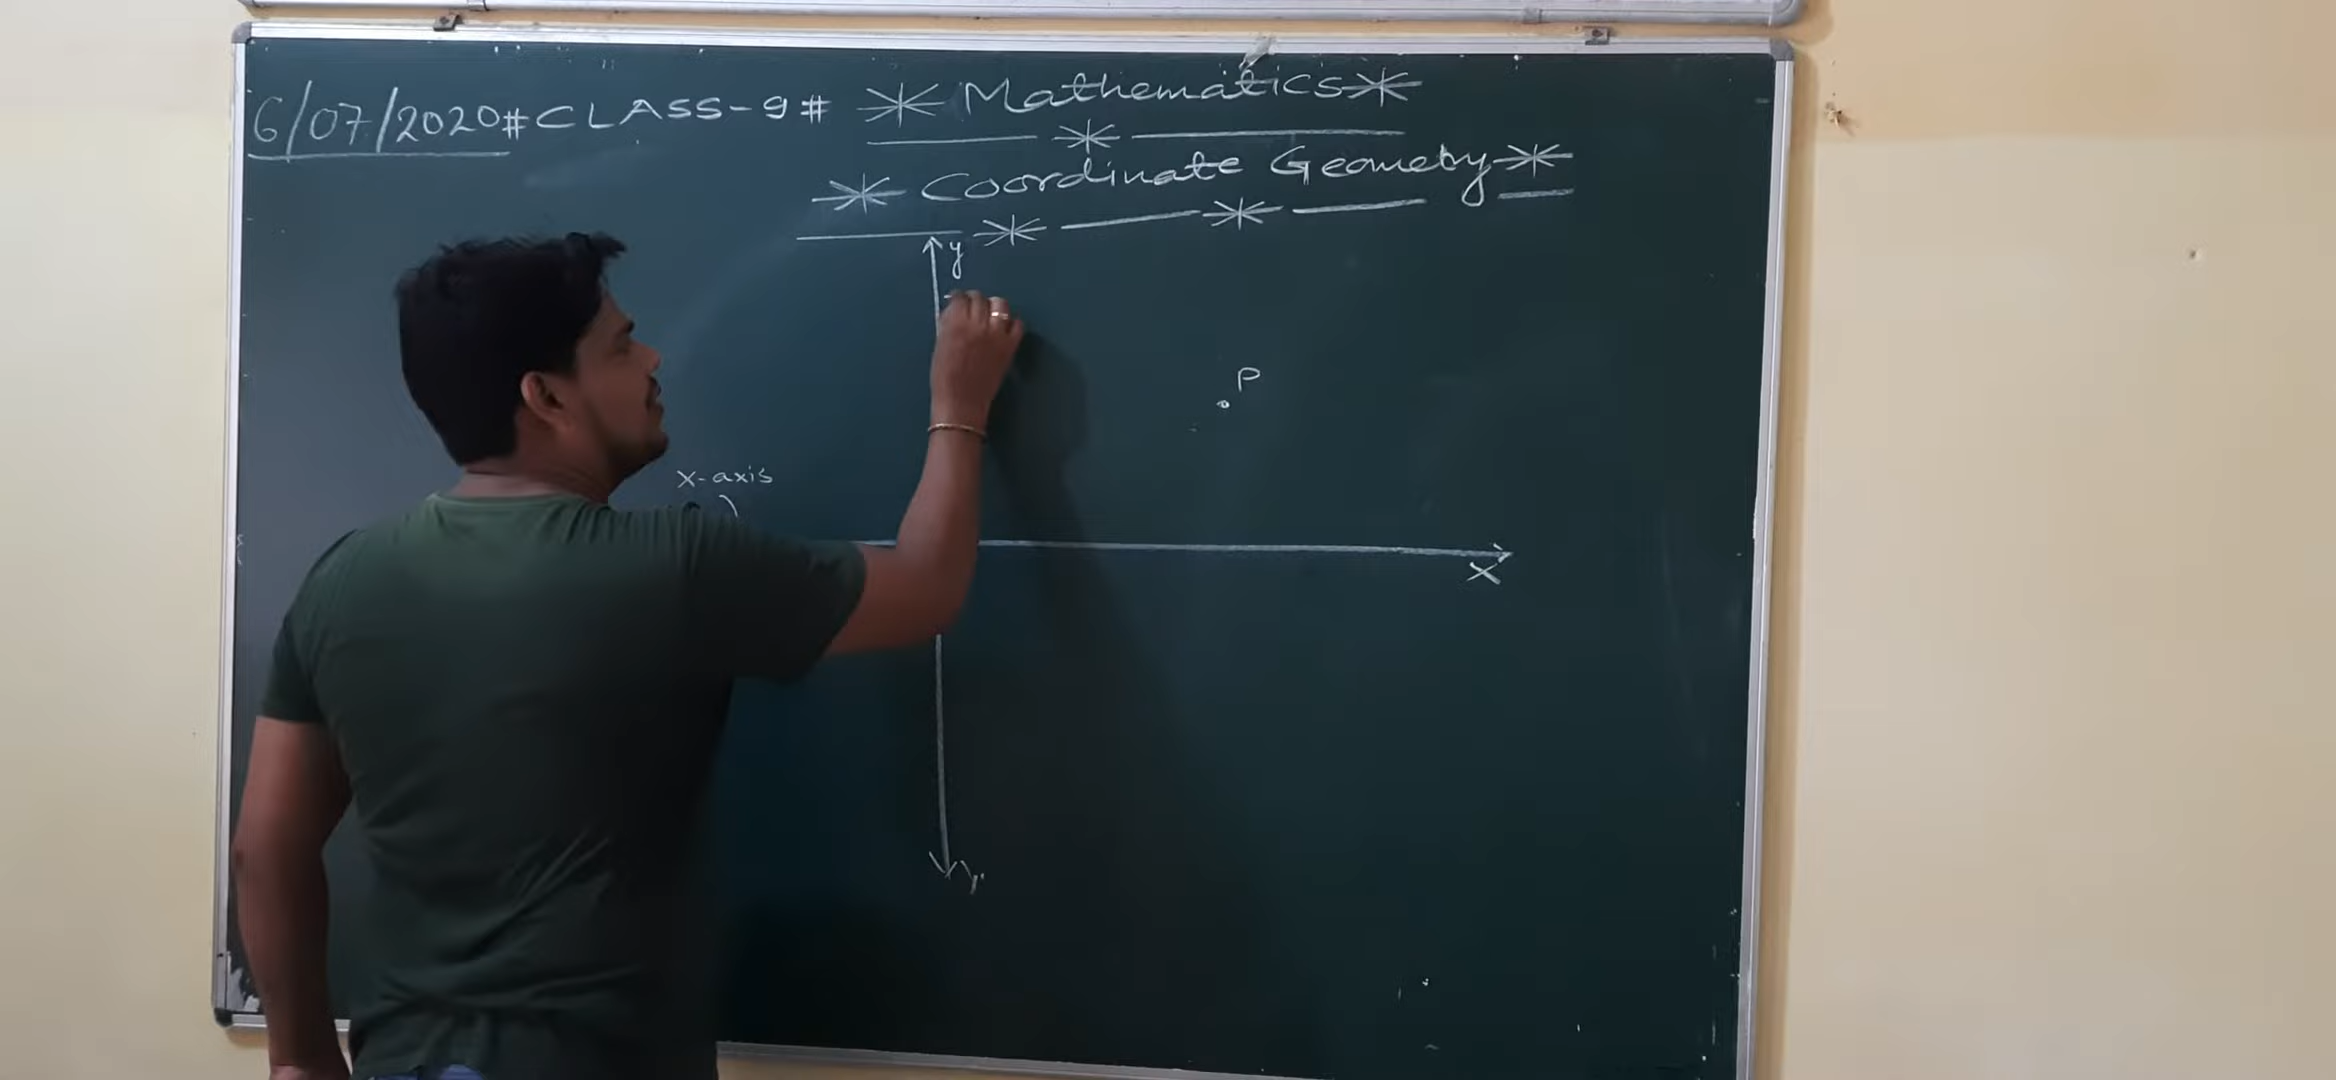 6/07/2020#CLASS-9# * Mathematics *
* Coordinate Geometry *
y
P
X-axis
X
y'